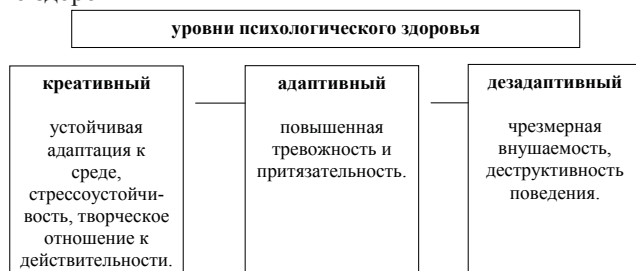 уровни психологического здоровья
креативный
устойчивая
адаптация к
среде,
стрессоустойчи-
вость, творческое
отношение к
действительности.
адаптивный
повышенная
тревожность и
притязательность.
дезадаптивный
чрезмерная
внушаемость,
деструктивность
поведения.